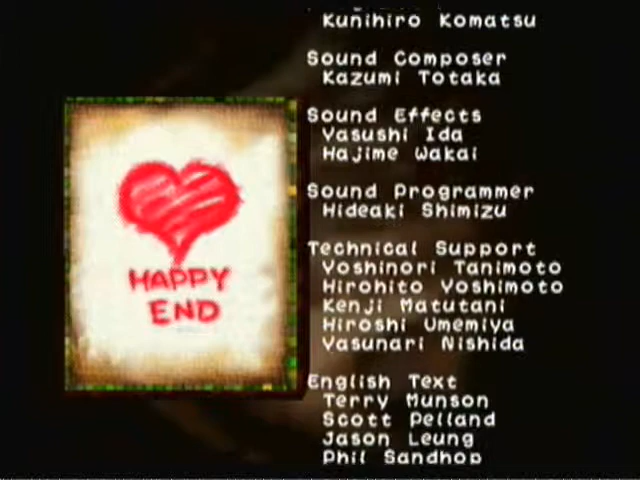 Kunihiro Komatsu
Sound Composer
Kazumi Totaka
Sound Effects
Yasushi Ida
Hajime Wakai
Sound Programmer
Hideaki Shimizu
Technical Support
Yoshinori Tanimoto
Hirohito Yoshimoto
Kenji Matutani
Hiroshi Umemiya
Yasunari Nishida
English Text
Terry Munson
Scott Pelland
Jason Leung
Phil Sandhop
HAPPY
END